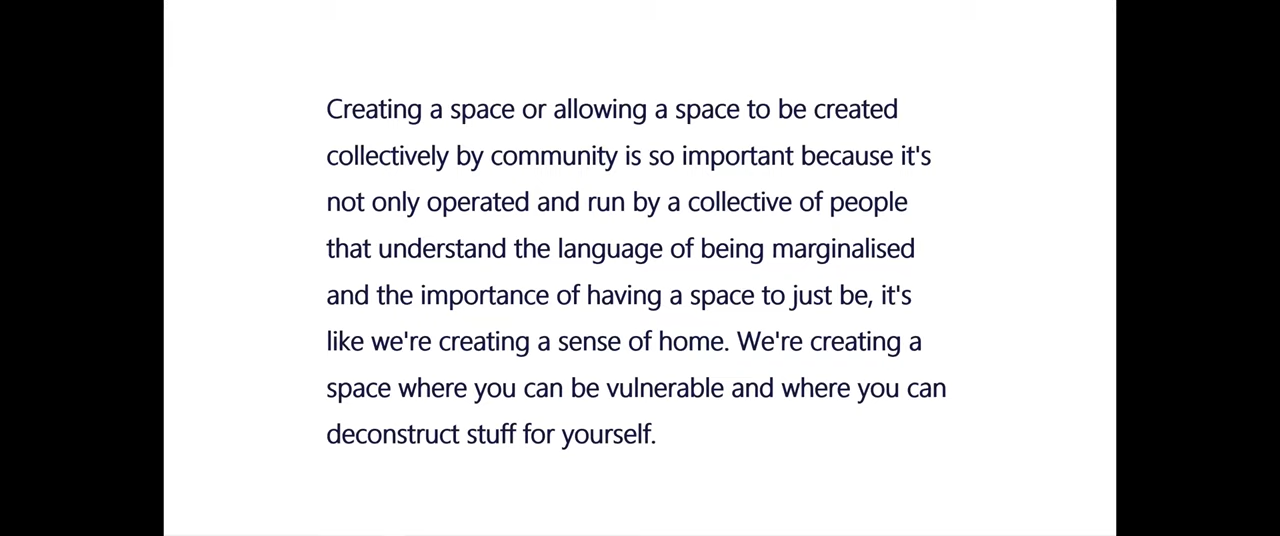 Creating a space or allowing a space to be created
collectively by community is so important because it's
not only operated and run by a collective of people
that understand the language of being marginalised
and the importance of having a space to just be, it's
like we're creating a sense of home. We're creating a
space where you can be vulnerable and where you can
deconstruct stuff for yourself.